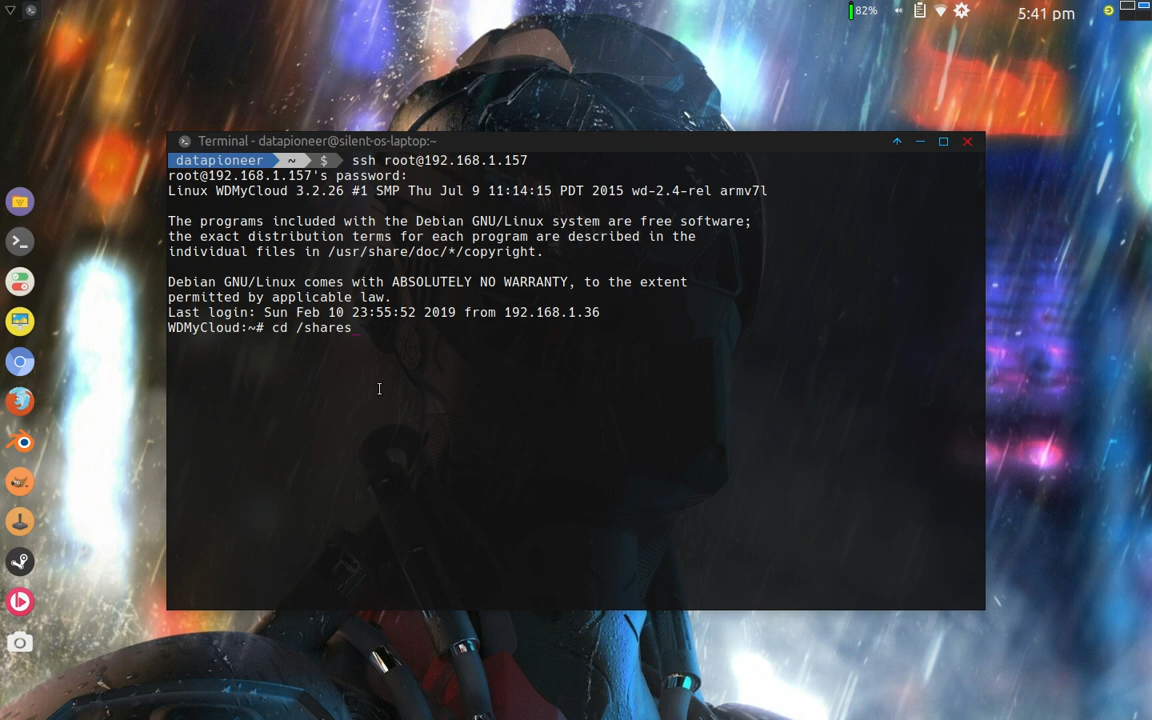 82%
5:41 pm
Terminal - datapioneer@silent-os-laptop:~
datapioneer ~ $ ssh root@192.168.1.157
root@192.168.1.157's password:
Linux WDMyCloud 3.2.26 #1 SMP Thu Jul 9 11:14:15 PDT 2015 wd-2.4-rel armv7l
The programs included with the Debian GNU/Linux system are free software;
the exact distribution terms for each program are described in the
individual files in /usr/share/doc/*/copyright.
Debian GNU/Linux comes with ABSOLUTELY NO WARRANTY, to the extent
permitted by applicable law.
Last login: Sun Feb 10 23:55:52 2019 from 192.168.1.36
WDMyCloud:~# cd /shares